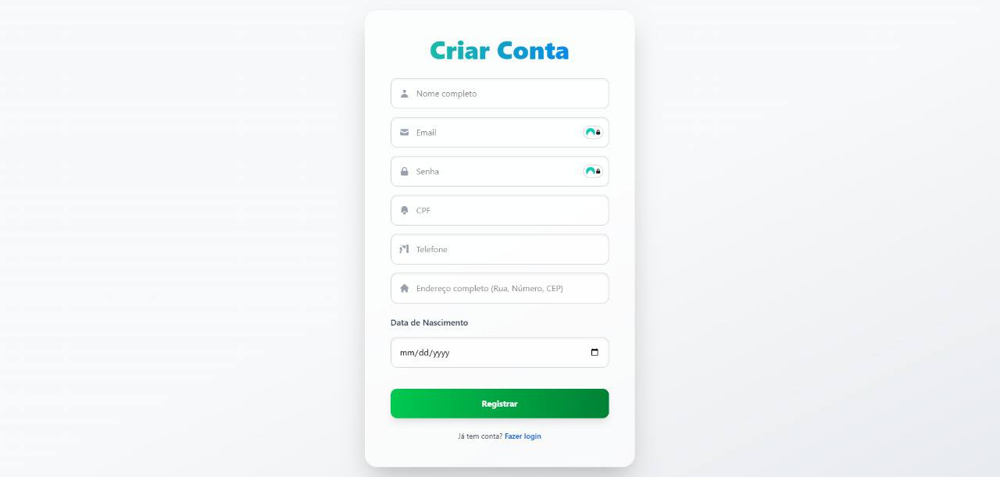 Criar Conta
Nome completo
Email
Senha
CPF
Telefone
Endereço completo (Rua, Número, CEP)
Data de Nascimento
mm/dd/yyyy
Registrar
Já tem conta? Fazer login